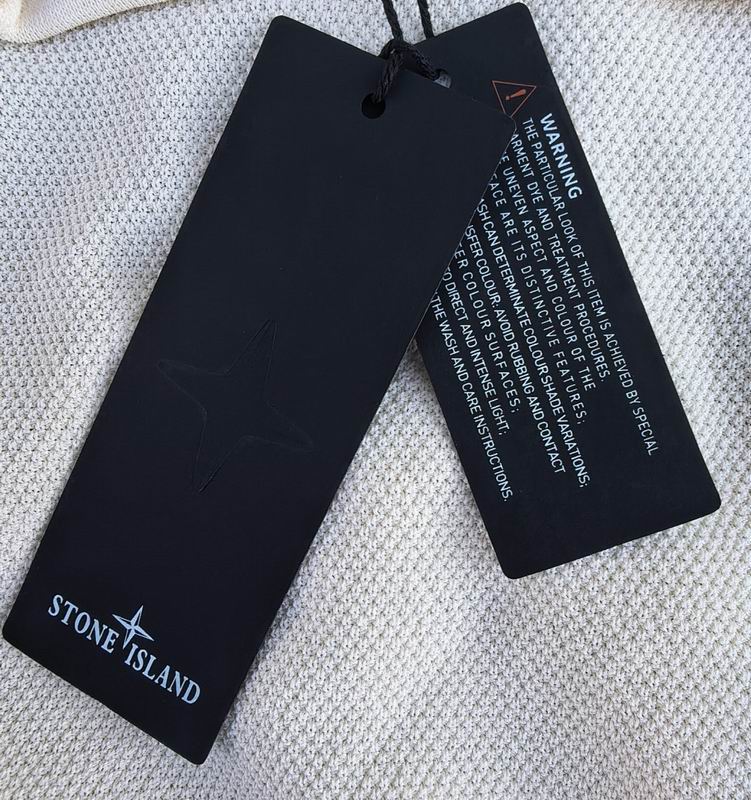 STONE ISLAND
WARNING
THE PARTICULAR LOOK OF THIS ITEM IS ACHIEVED BY SPECIAL
DYE AND TREATMENT PROCEDURES.
UNEVEN ASPECT AND COLOUR OF THE
ARE ITS DISTINCTIVE FEATURES;
CAN DETERMINATE COLOUR SHADE VARIATIONS;
COLOUR: AVOID RUBBING AND CONTACT
COLOUR SURFACES;
DIRECT AND INTENSE LIGHT;
THE WASH AND CARE INSTRUCTIONS.